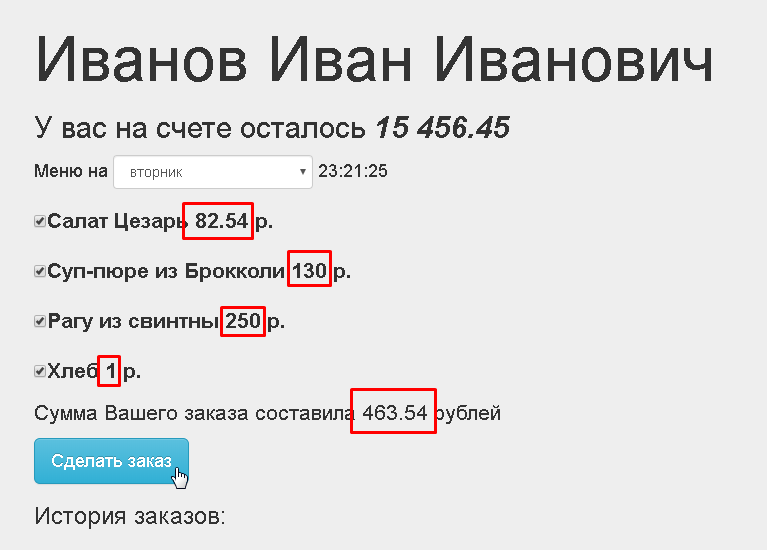 Иванов Иван Иванович
У вас на счете осталось 15 456.45
Меню на вторник 23:21:25
Салат Цезарь 82.54 р.
Суп-пюре из Брокколи 130 р.
Рагу из свинтны 250 р.
Хлеб 1 р.
Сумма Вашего заказа составила 463.54 рублей
Сделать заказ
История заказов: